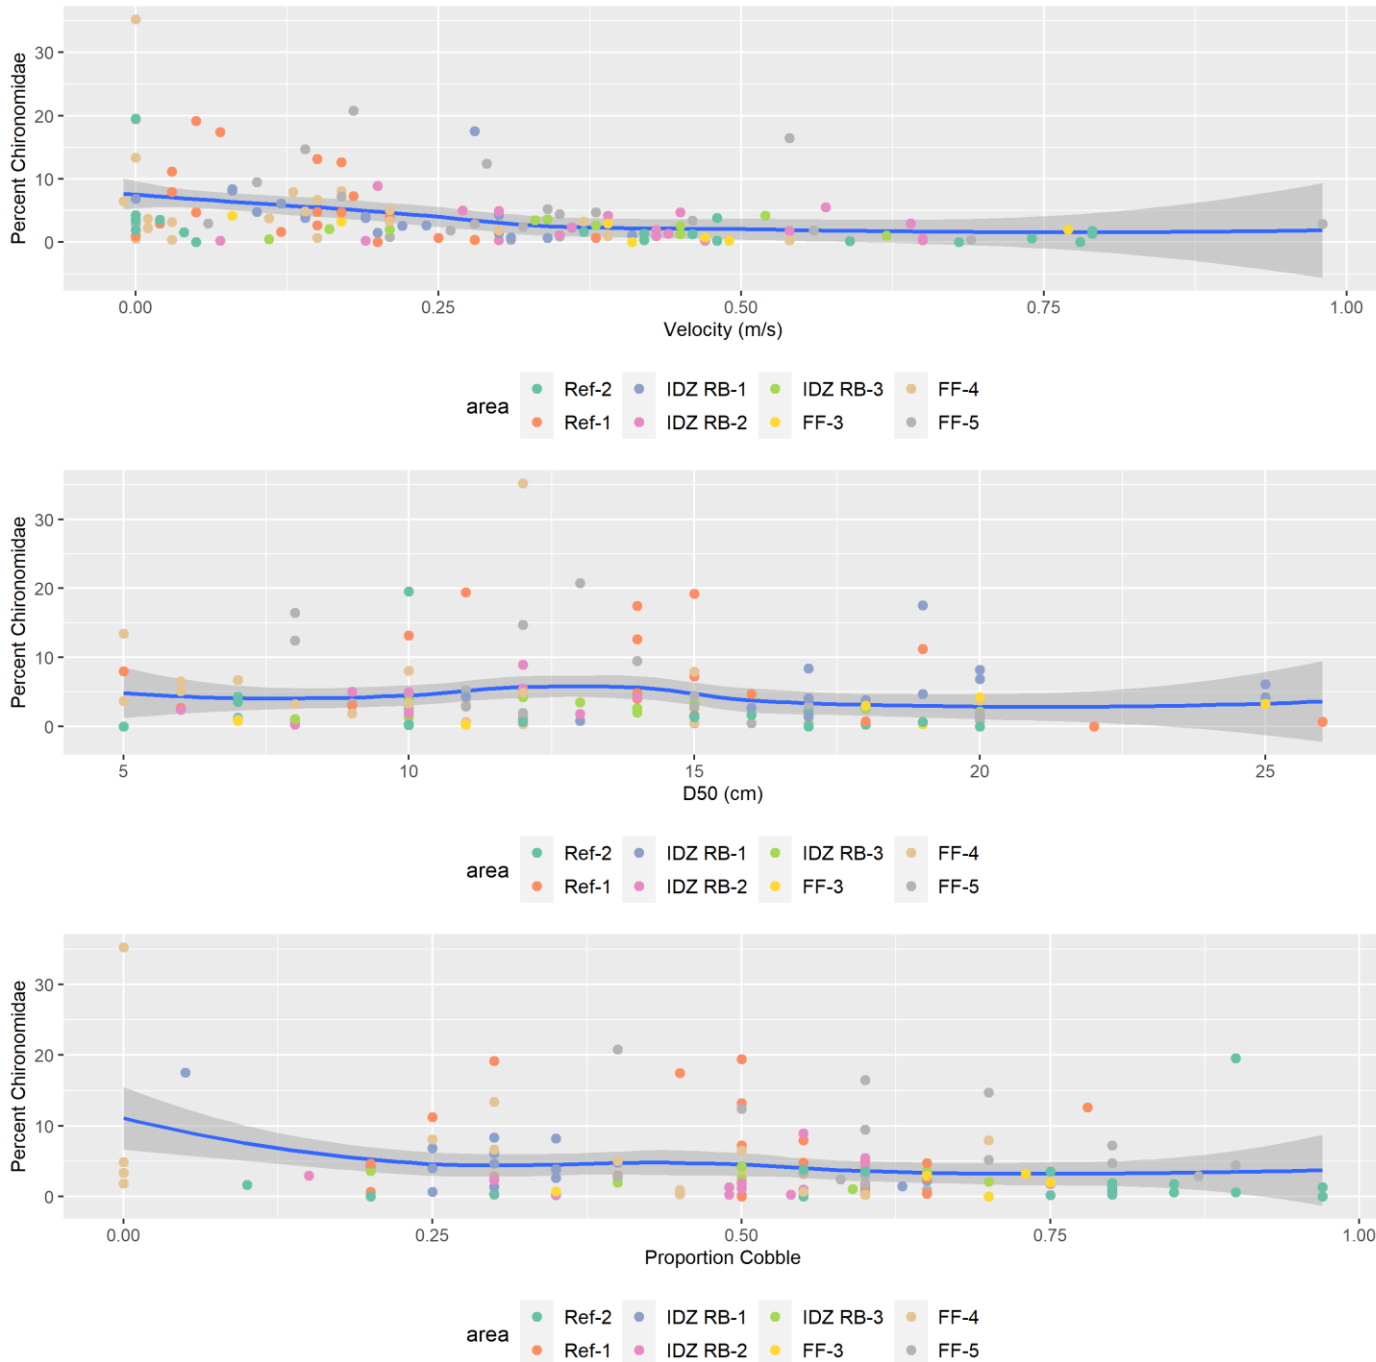 30
20
10
0
Percent Chironomidae
0.00 0.25 0.50 0.75 1.00
Velocity (m/s)
area
Ref-2 IDZ RB-1 IDZ RB-3 FF-4
Ref-1 IDZ RB-2 FF-3 FF-5
30
20
10
0
Percent Chironomidae
5 10 15 20 25
D50 (cm)
area
Ref-2 IDZ RB-1 IDZ RB-3 FF-4
Ref-1 IDZ RB-2 FF-3 FF-5
30
20
10
0
Percent Chironomidae
0.00 0.25 0.50 0.75 1.00
Proportion Cobble
area
Ref-2 IDZ RB-1 IDZ RB-3 FF-4
Ref-1 IDZ RB-2 FF-3 FF-5